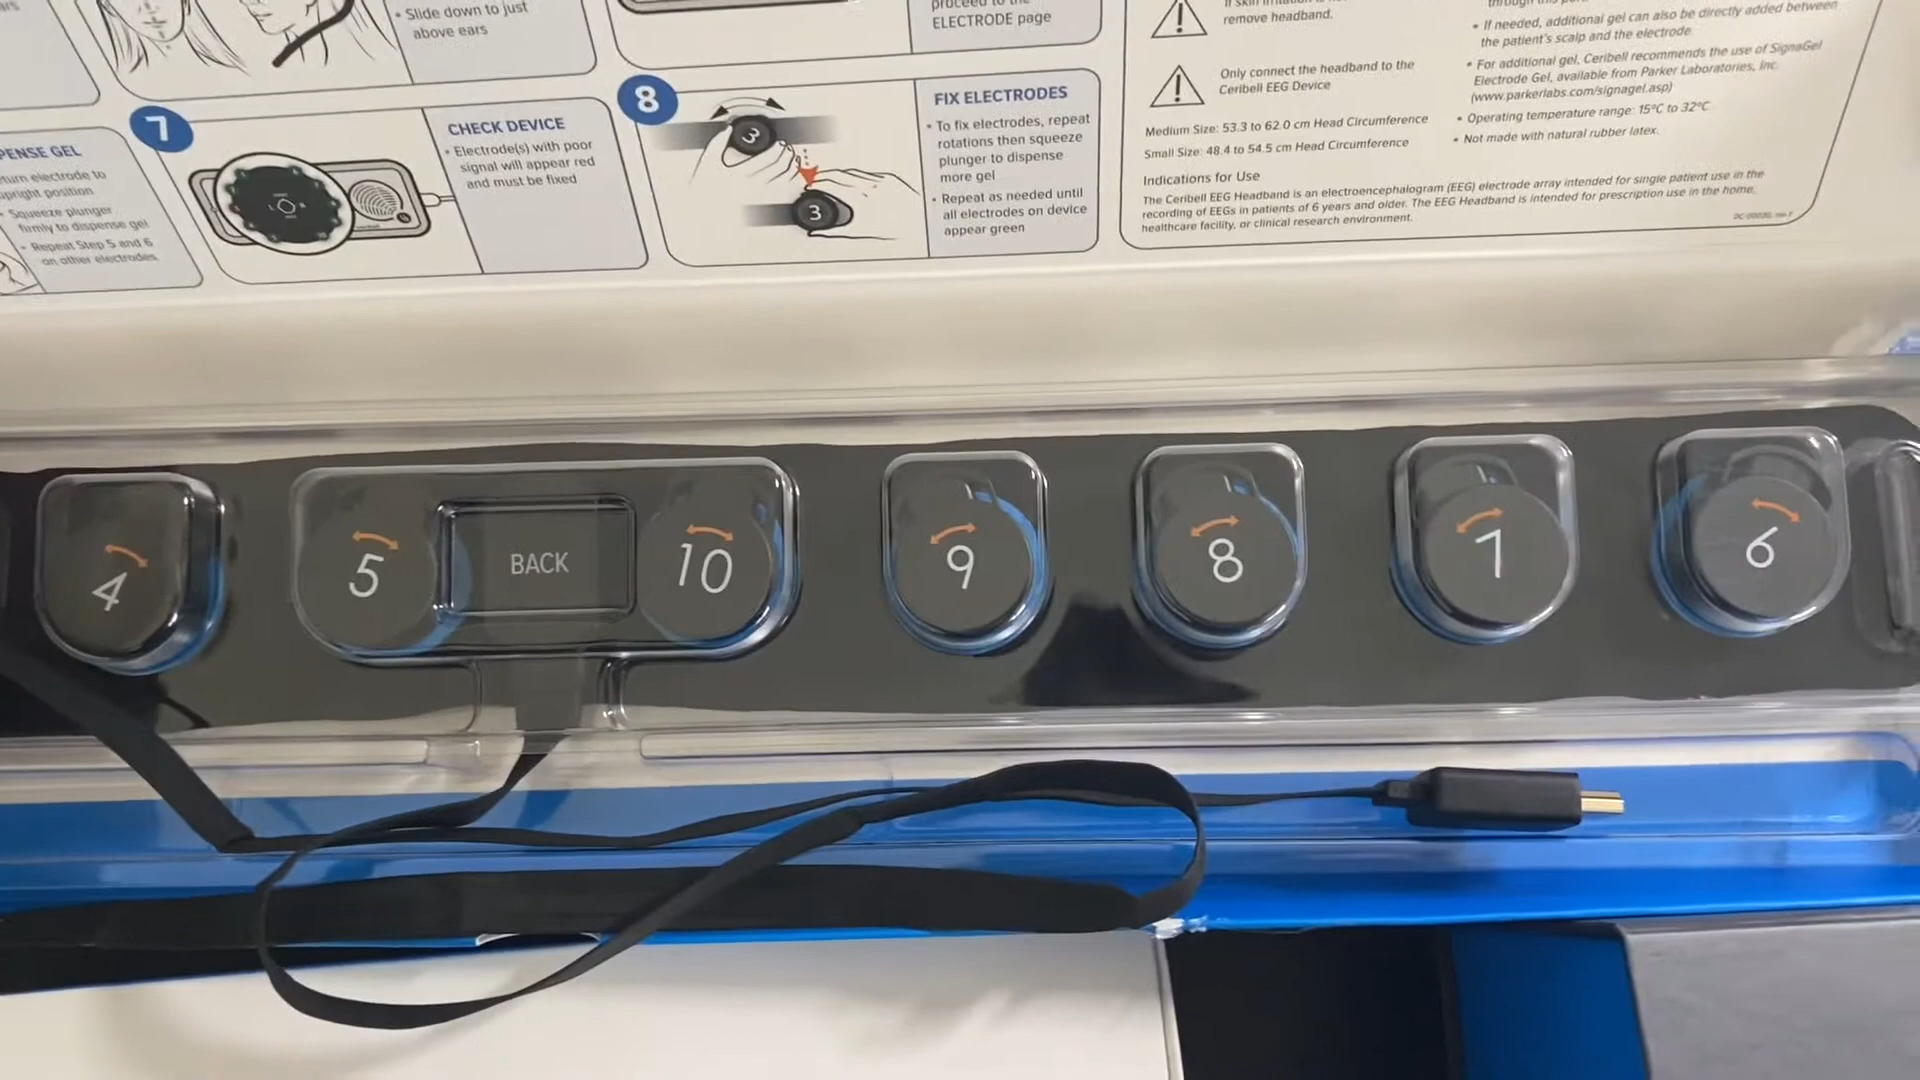 Slide down to just
above ears
proceed to the
ELECTRODE page
remove headband.
through this
• If needed, additional gel can also be directly added between
the patient's scalp and the electrode
• For additional gel, Ceribell recommends the use of SignaGel
Electrode Gel, available from Parker Laboratories, Inc.
(www.parkerlabs.com/signagel.asp)
• Operating temperature range: 15°C to 32°C
• Not made with natural rubber latex.
Only connect the headband to the
Ceribell EEG Device
Medium Size: 53.3 to 62.0 cm Head Circumference
Small Size: 48.4 to 54.5 cm Head Circumference
Indications for Use
The Ceribell EEG Headband is an electroencephalogram (EEG) electrode array intended for single patient use in the
recording of EEGs in patients of 6 years and older. The EEG Headband is intended for prescription use in the home,
healthcare facility, or clinical research environment.
PENSE GEL
turn electrode to
upright position
• Squeeze plunger
firmly to dispense gel
• Repeat Step 5 and 6
on other electrodes
7
CHECK DEVICE
• Electrode(s) with poor
signal will appear red
and must be fixed
8
3
3
FIX ELECTRODES
• To fix electrodes, repeat
rotations then squeeze
plunger to dispense
more gel
• Repeat as needed until
all electrodes on device
appear green
4
5
BACK
10
9
8
7
6